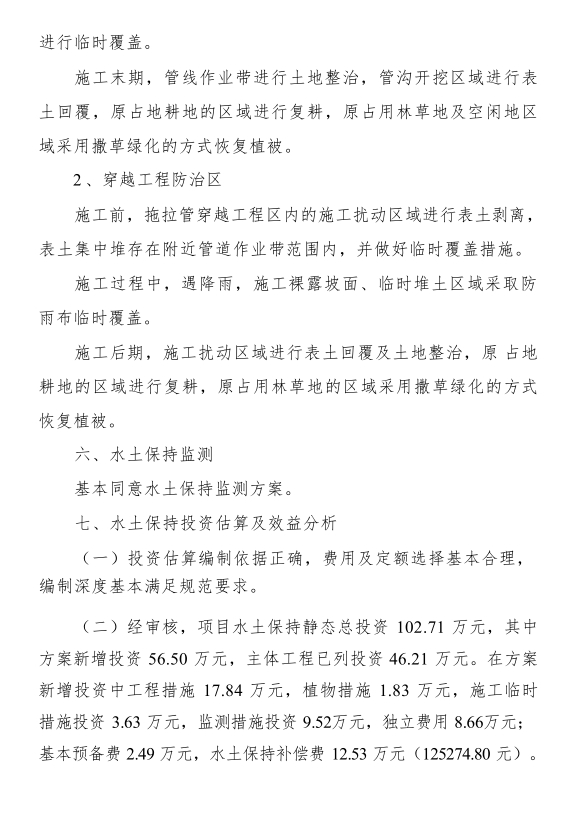 进行临时覆盖。
施工末期，管线作业带进行土地整治，管沟开挖区域进行表
土回覆，原占地耕地的区域进行复耕，原占用林草地及空闲地区
域采用撒草绿化的方式恢复植被。
2、穿越工程防治区
施工前，拖拉管穿越工程区内的施工扰动区域进行表土剥离，
表土集中堆存在附近管道作业带范围内，并做好临时覆盖措施。
施工过程中，遇降雨，施工裸露坡面、临时堆土区域采取防
雨布临时覆盖。
施工后期，施工扰动区域进行表土回覆及土地整治，原 占地
耕地的区域进行复耕，原占用林草地的区域采用撒草绿化的方式
恢复植被。
六、水土保持监测
基本同意水土保持监测方案。
七、水土保持投资估算及效益分析
（一）投资估算编制依据正确，费用及定额选择基本合理，
编制深度基本满足规范要求。
（二）经审核，项目水土保持静态总投资 102.71 万元，其中
方案新增投资 56.50 万元，主体工程已列投资 46.21 万元。在方案
新增投资中工程措施 17.84 万元，植物措施 1.83 万元，施工临时
措施投资 3.63 万元，监测措施投资 9.52万元，独立费用 8.66万元；
基本预备费 2.49 万元，水土保持补偿费 12.53 万元（125274.80 元）。